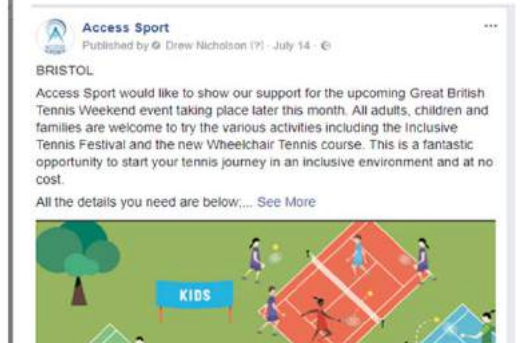 Access Sport
Published by Drew Nicholson [?] · July 14 ·
BRISTOL
Access Sport would like to show our support for the upcoming Great British
Tennis Weekend event taking place later this month. All adults, children and
families are welcome to try the various activities including the Inclusive
Tennis Festival and the new Wheelchair Tennis course. This is a fantastic
opportunity to start your tennis journey in an inclusive environment and at no
cost.
All the details you need are below;... See More
KIDS